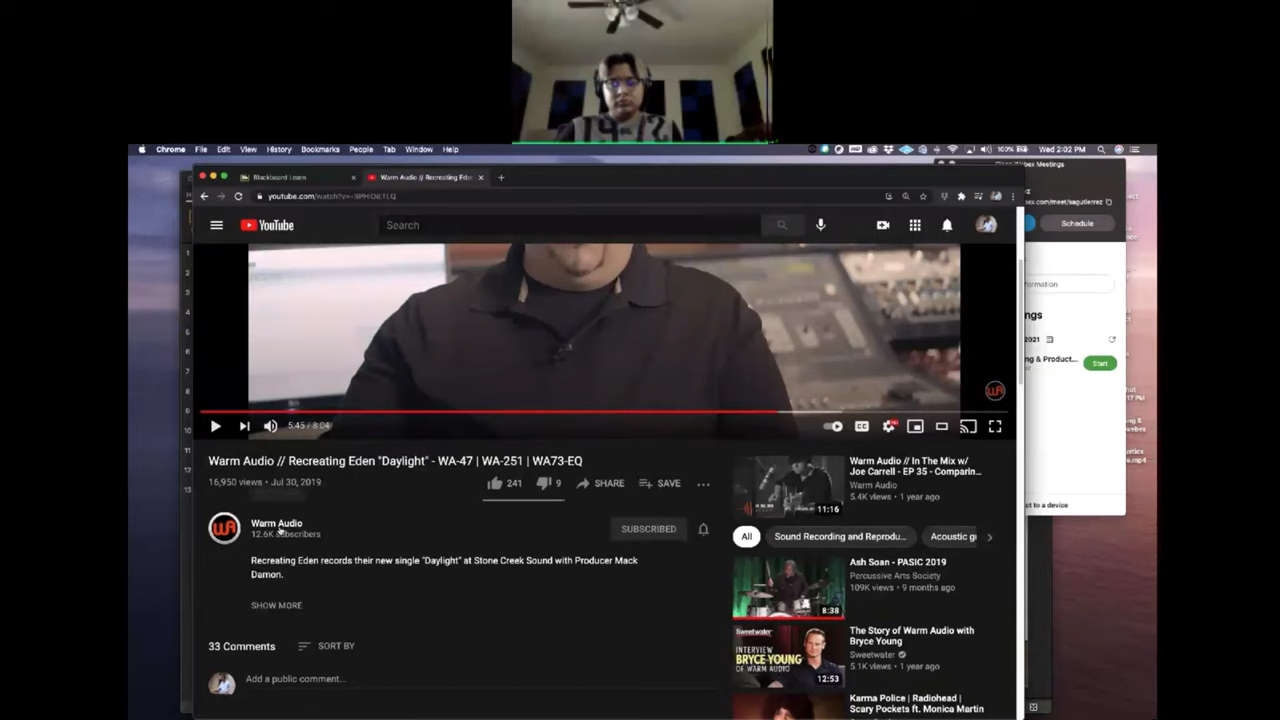 14-12
Chrome File Edit View History Bookmarks People Tab Window Help
100% Wed 2:02 PM
Blackboard Learn
Warm Audio // Recreating Eden
Schedule
YouTube
Search
Start
5:45 / 8:04
Warm Audio // Recreating Eden "Daylight" - WA-47 | WA-251 | WA73-EQ
16,950 views • Jul 30, 2019
241
9
SHARE
SAVE
WA
Warm Audio
12.6K subscribers
SUBSCRIBED
Recreating Eden records their new single "Daylight" at Stone Creek Sound with Producer Mack
Damon.
SHOW MORE
33 Comments
SORT BY
Add a public comment...
Warm Audio // In The Mix w/
Joe Carrell - EP 35 - Comparin...
Warm Audio
5.4K views • 1 year ago
11:16
All
Sound Recording and Reprodu...
Acoustic gu
Ash Soan - PASIC 2019
Percussive Arts Society
109K views • 9 months ago
8:38
The Story of Warm Audio with
Bryce Young
Sweetwater
5.1K views • 1 year ago
Sweetwater
INTERVIEW
BRYCE YOUNG
OF WARM AUDIO
12:53
Karma Police | Radiohead |
Scary Pockets ft. Monica Martin